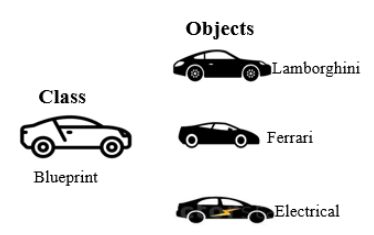 Objects
Lamborghini
Class
Ferrari
Blueprint
Electrical